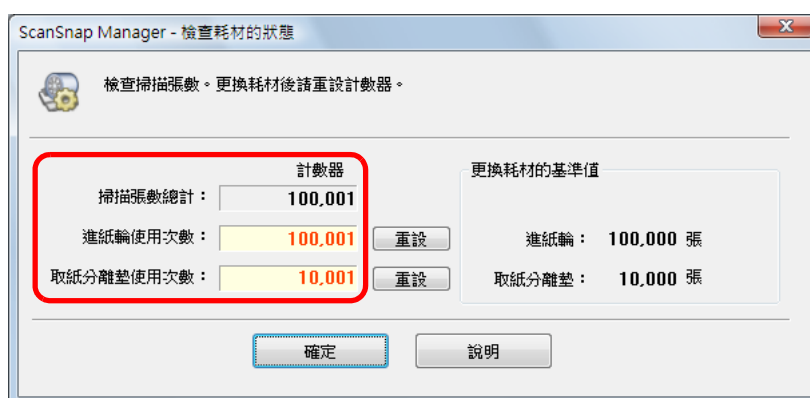 ScanSnap Manager - 檢查耗材的狀態
檢查掃描張數。更換耗材後請重設計數器。
計數器
更換耗材的基準值
掃描張數總計： 100,001
進紙輪使用次數： 100,001 重設 進紙輪： 100,000 張
取紙分離墊使用次數： 10,001 重設 取紙分離墊： 10,000 張
確定 說明